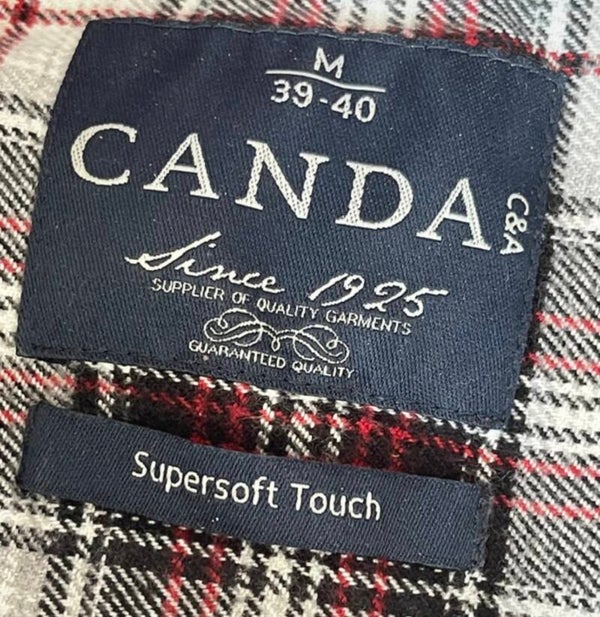 M
39-40
CANDA
C&A
Since 1925
SUPPLIER OF QUALITY GARMENTS
GUARANTEED QUALITY
Supersoft Touch